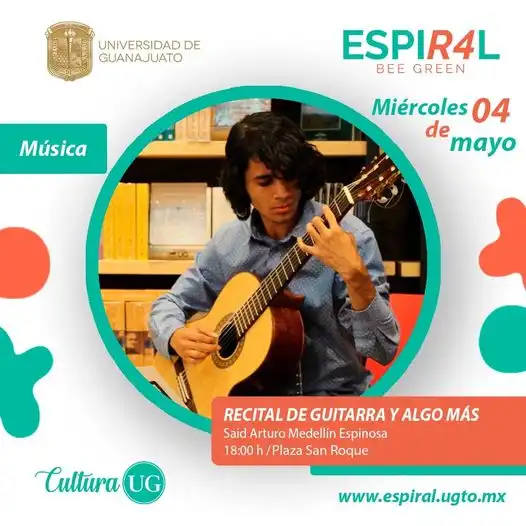 UNIVERSIDAD DE
GUANAJUATO
ESPIR4L
BEE GREEN
Miércoles 04
de
mayo
Música
RECITAL DE GUITARRA Y ALGO MÁS
Said Arturo Medellín Espinosa
18:00 h /Plaza San Roque
Cultura UG
www.espiral.ugto.mx